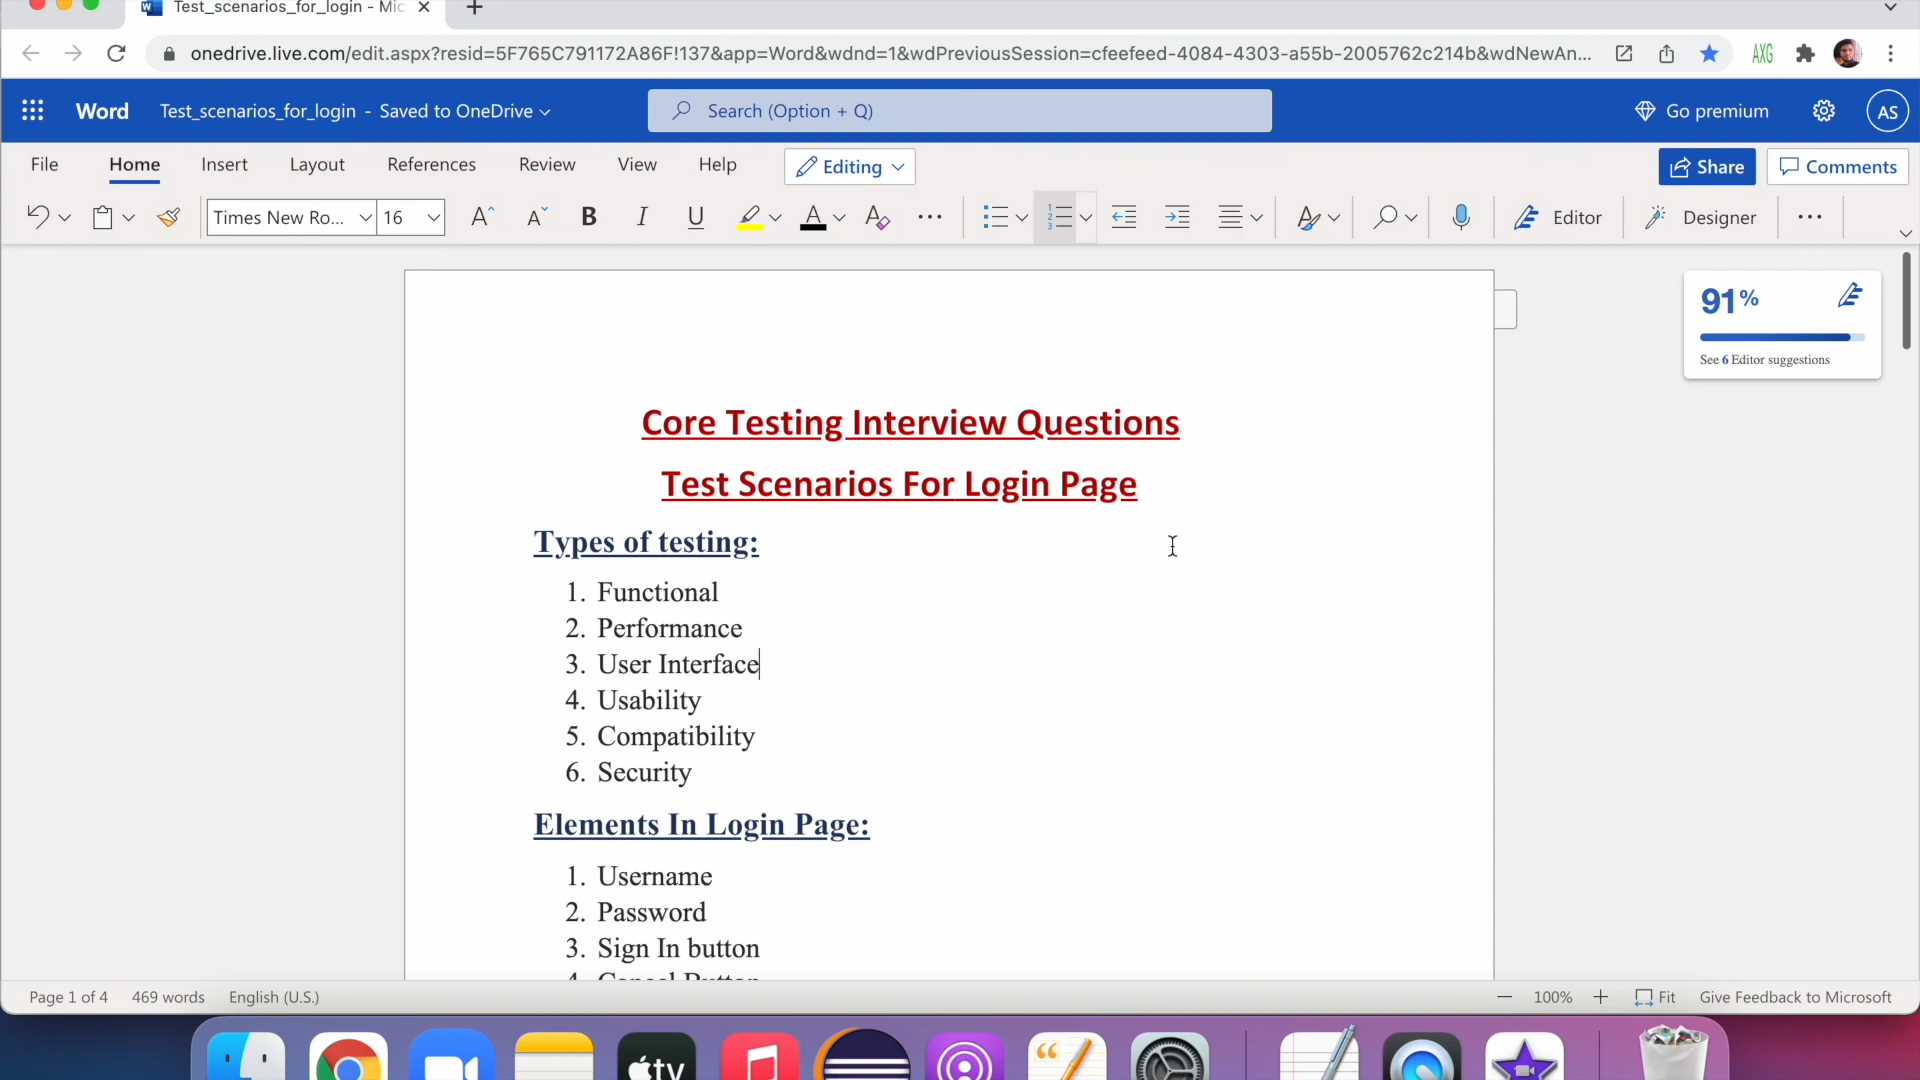 Test_scenarios_for_login - Mic
onedrive.live.com/edit.aspx?resid=5F765C791172A86F!137&app=Word&wdnd=1&wdPreviousSession=cfeefeed-4084-4303-a55b-2005762c214b&wdNewAn...
AXG
Word Test_scenarios_for_login - Saved to OneDrive Search (Option + Q) Go premium AS
File Home Insert Layout References Review View Help Editing Share Comments
Times New Ro... 16 A A B I U A A ... Editor Designer ...
91%
See 6 Editor suggestions
Core Testing Interview Questions
Test Scenarios For Login Page
Types of testing:
1. Functional
2. Performance
3. User Interface
4. Usability
5. Compatibility
6. Security
Elements In Login Page:
1. Username
2. Password
3. Sign In button
4. Cancel Button
Page 1 of 4 469 words English (U.S.) 100% Fit Give Feedback to Microsoft
tv